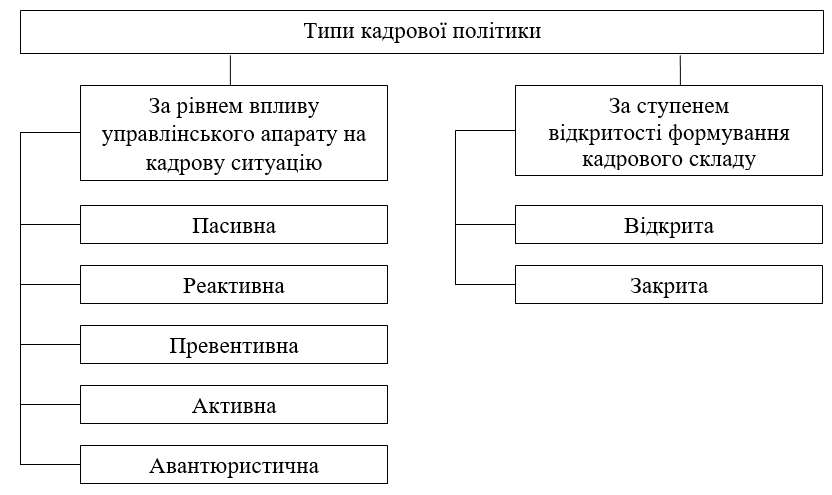 Типи кадрової політики
За рівнем впливу
управлінського апарату на
кадрову ситуацію
Пасивна
Реактивна
Превентивна
Активна
Авантюристична
За ступенем
відкритості формування
кадрового складу
Відкрита
Закрита